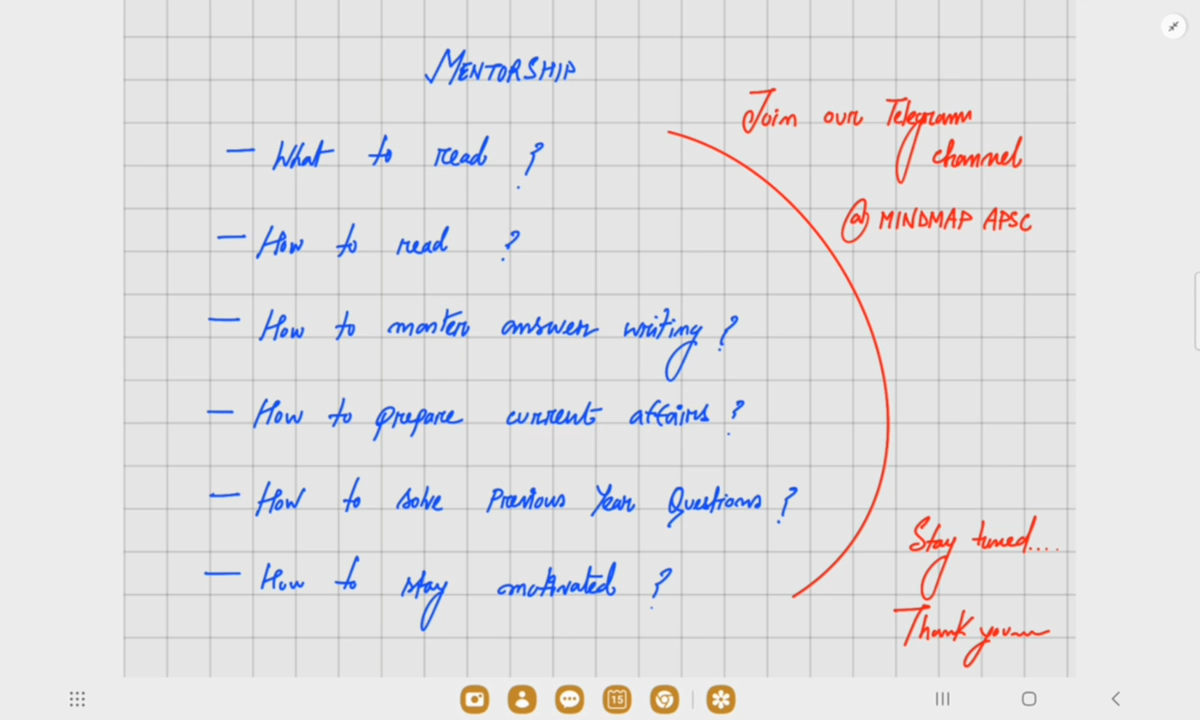 MENTORSHIP
– What to read ?
– How to read ?
– How to master answer writing ?
– How to prepare current affairs ?
– How to solve Previous Year Questions ?
– How to stay motivated ?
Join our Telegram
channel
@ MINDMAP APSC
Stay tuned....
Thank you
15